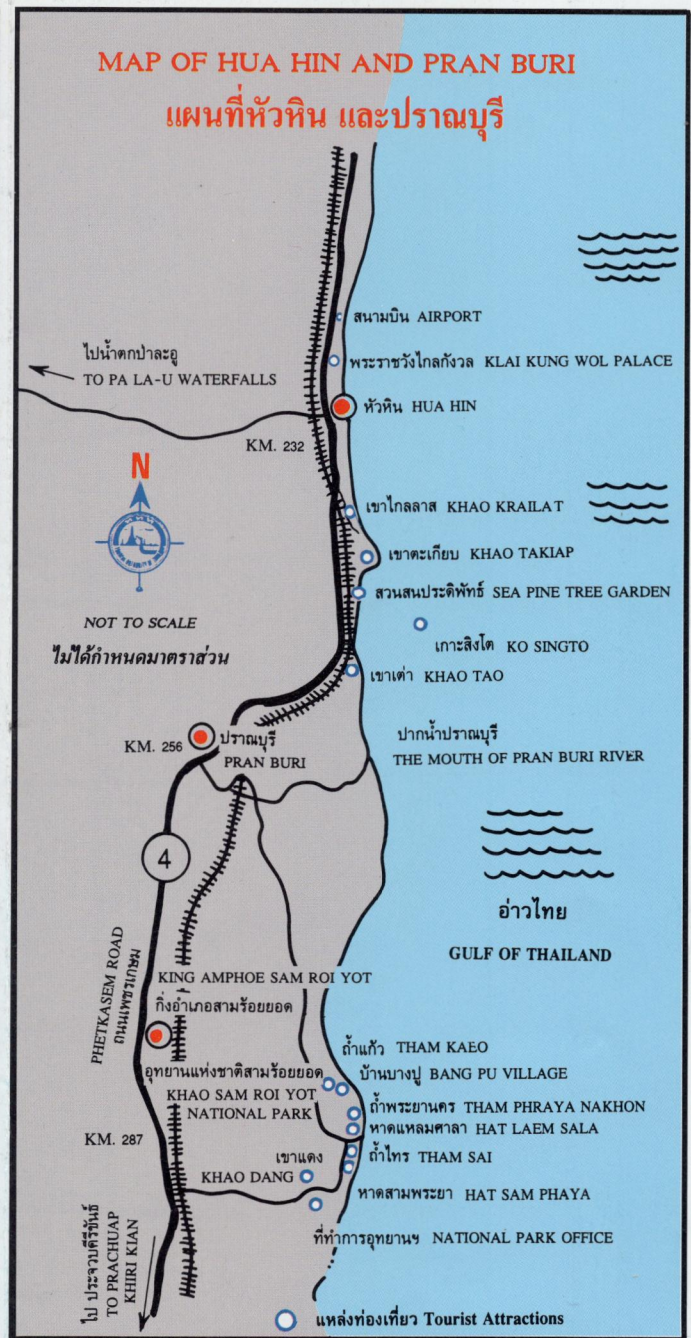 MAP OF HUA HIN AND PRAN BURI
แผนที่หัวหิน และปราณบุรี
สนามบิน AIRPORT
ไปน้ำตกป่าละอู
TO PA LA-U WATERFALLS
พระราชวังไกลกังวล KLAI KUNG WOL PALACE
หัวหิน HUA HIN
KM. 232
N
เขาไกลลาส KHAO KRAILAT
เขาตะเกียบ KHAO TAKIAP
สวนสนประดิพัทธ์ SEA PINE TREE GARDEN
NOT TO SCALE
ไม่ได้กำหนดมาตราส่วน
เกาะสิงโต KO SINGTO
เขาเต่า KHAO TAO
ปราณบุรี
PRAN BURI
KM. 256
ปากน้ำปราณบุรี
THE MOUTH OF PRAN BURI RIVER
4
อ่าวไทย
GULF OF THAILAND
PHETKASEM ROAD
ถนนเพชรเกษม
KING AMPHOE SAM ROI YOT
กิ่งอำเภอสามร้อยยอด
ถ้ำแก้ว THAM KAEO
อุทยานแห่งชาติสามร้อยยอด
KHAO SAM ROI YOT
NATIONAL PARK
บ้านบางปู BANG PU VILLAGE
ถ้ำพระยานคร THAM PHRAYA NAKHON
หาดแหลมศาลา HAT LAEM SALA
KM. 287
ถ้ำไทร THAM SAI
เขาแดง
KHAO DANG
หาดสามพระยา HAT SAM PHAYA
ที่ทำการอุทยานฯ NATIONAL PARK OFFICE
ไป ประจวบคีรีขันธ์
TO PRACHUAP
KHIRI KIAN
แหล่งท่องเที่ยว Tourist Attractions